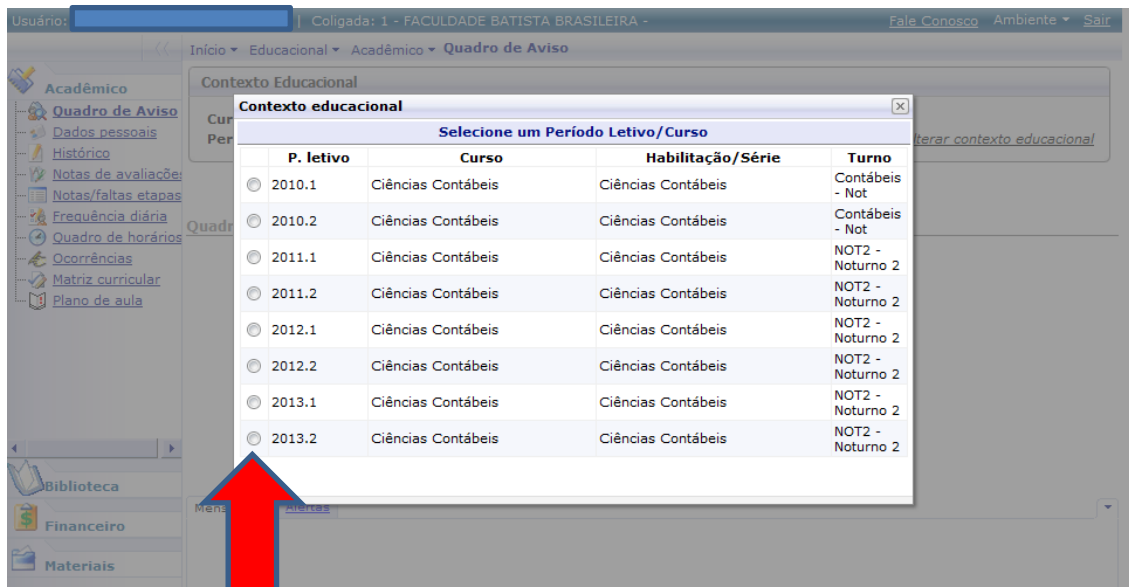 Usuário: | Coligada: 1 - FACULDADE BATISTA BRASILEIRA - Fale Conosco Ambiente Sair
Início Educacional Acadêmico Quadro de Aviso
Acadêmico
Quadro de Aviso
Dados pessoais
Histórico
Notas de avaliaçõe
Notas/faltas etapas
Frequência diária
Quadro de horários
Ocorrências
Matriz curricular
Plano de aula
Biblioteca
Financeiro
Materiais
Contexto Educacional
Cur
Per
lterar contexto educacional
Quadr
Contexto educacional
Selecione um Período Letivo/Curso
P. letivo Curso Habilitação/Série Turno
2010.1 Ciências Contábeis Ciências Contábeis Contábeis - Not
2010.2 Ciências Contábeis Ciências Contábeis Contábeis - Not
2011.1 Ciências Contábeis Ciências Contábeis NOT2 - Noturno 2
2011.2 Ciências Contábeis Ciências Contábeis NOT2 - Noturno 2
2012.1 Ciências Contábeis Ciências Contábeis NOT2 - Noturno 2
2012.2 Ciências Contábeis Ciências Contábeis NOT2 - Noturno 2
2013.1 Ciências Contábeis Ciências Contábeis NOT2 - Noturno 2
2013.2 Ciências Contábeis Ciências Contábeis NOT2 - Noturno 2
Mens Alertas